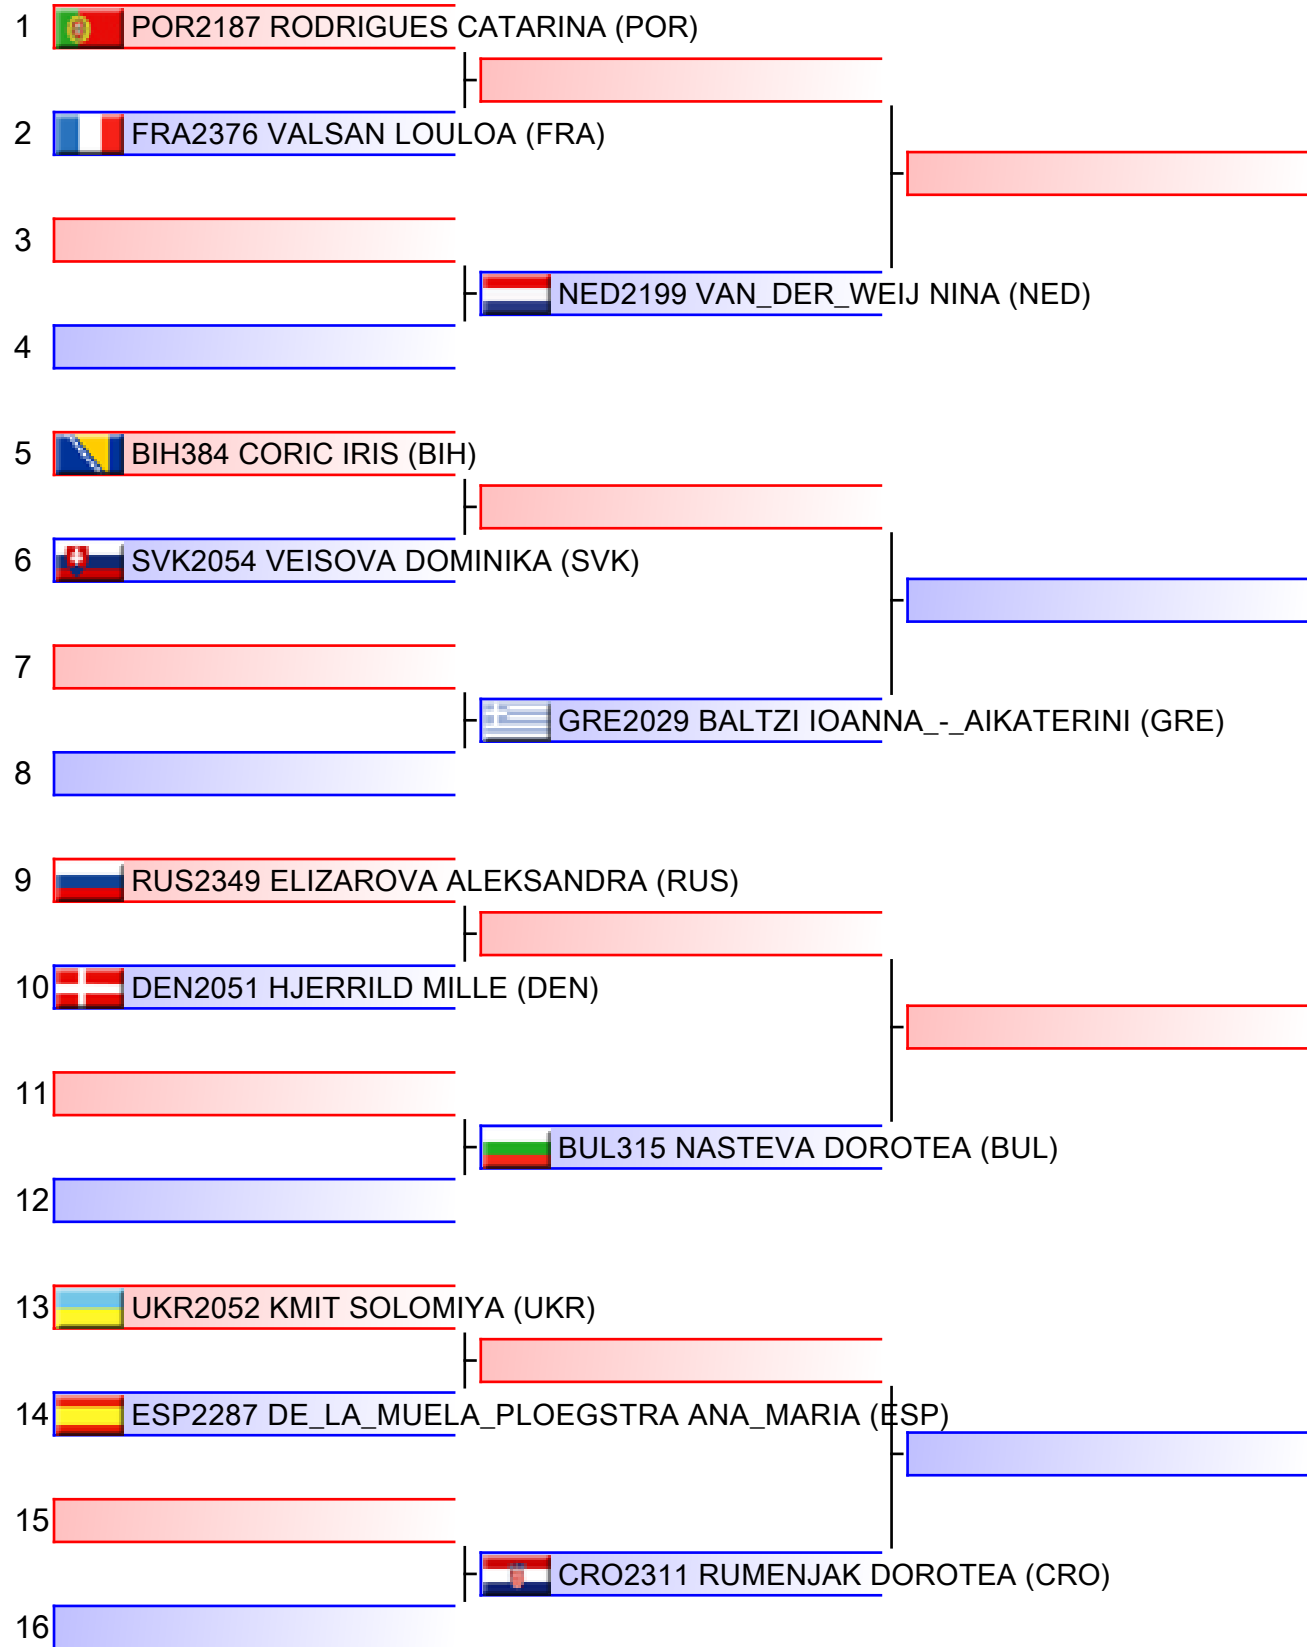 1 POR2187 RODRIGUES CATARINA (POR)
2 FRA2376 VALSAN LOULOA (FRA)
3
NED2199 VAN_DER_WEIJ NINA (NED)
4
5 BIH384 CORIC IRIS (BIH)
6 SVK2054 VEISOVA DOMINIKA (SVK)
7
GRE2029 BALTZI IOANNA_-_AIKATERINI (GRE)
8
9 RUS2349 ELIZAROVA ALEKSANDRA (RUS)
10 DEN2051 HJERRILD MILLE (DEN)
11
BUL315 NASTEVA DOROTEA (BUL)
12
13 UKR2052 KMIT SOLOMIYA (UKR)
14 ESP2287 DE_LA_MUELA_PLOEGSTRA ANA_MARIA (ESP)
15
CRO2311 RUMENJAK DOROTEA (CRO)
16